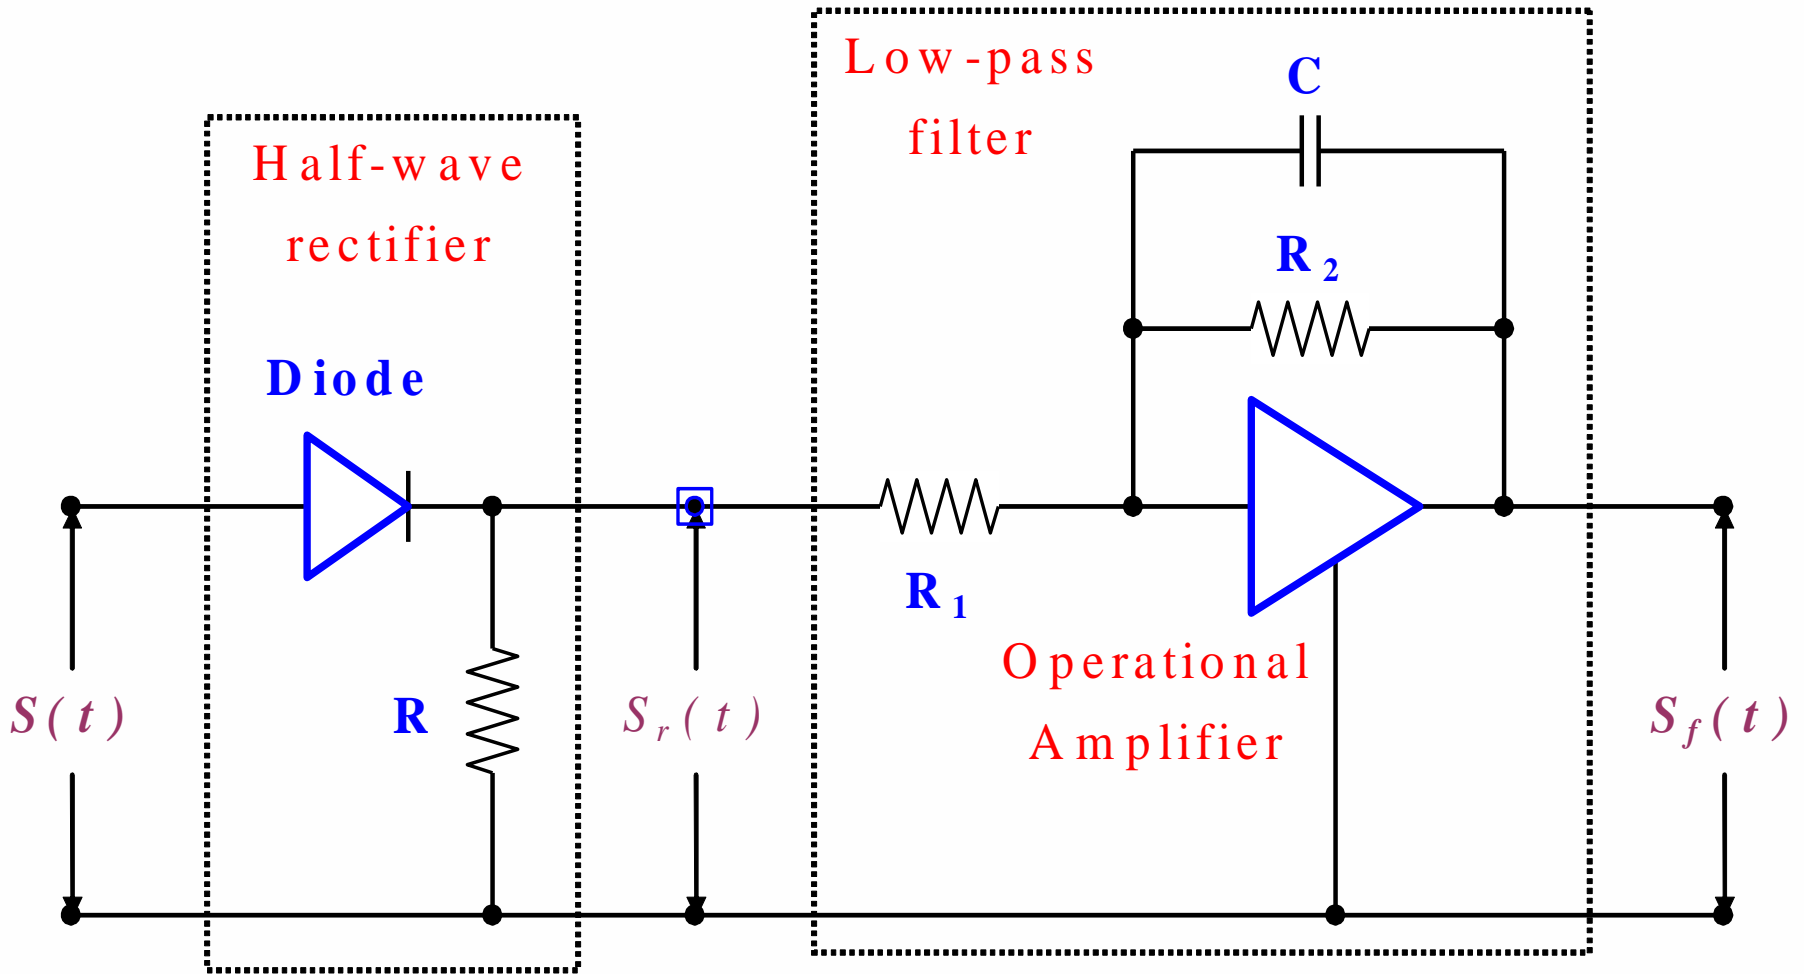 Low-pass
filter
C
Half-wave
rectifier
R2
Diode
R1
Operational
Amplifier
S(t)
R
Sr(t)
Sf(t)